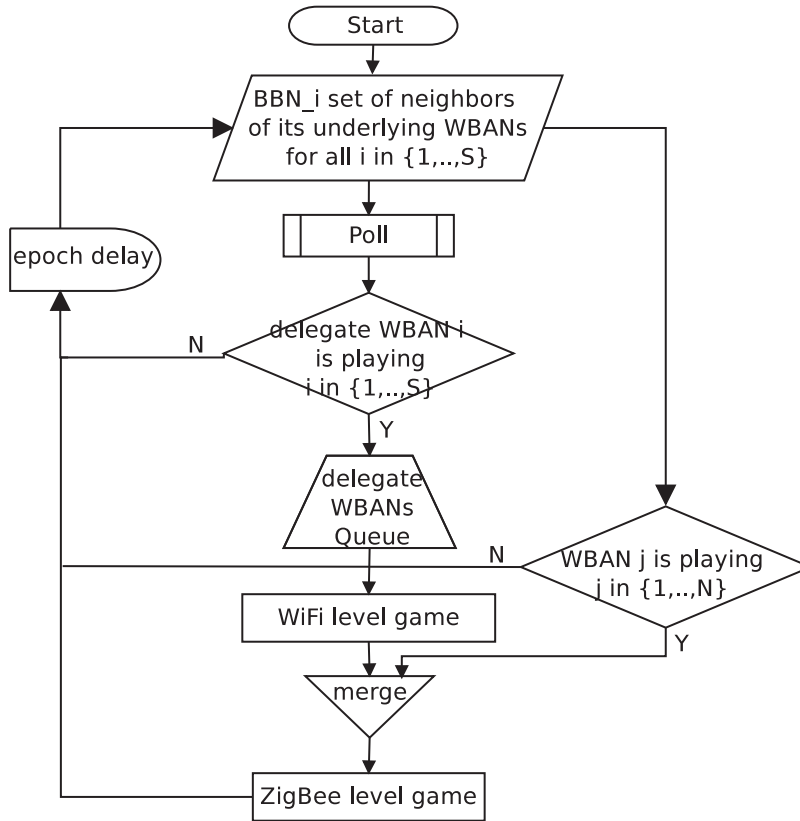 Start
BBN_i set of neighbors
of its underlying WBANs
for all i in {1,..,S}
Poll
epoch delay
delegate WBAN i
is playing
i in {1,..,S}
N
Y
delegate
WBANs
Queue
N
WBAN j is playing
j in {1,..,N}
Y
WiFi level game
merge
ZigBee level game